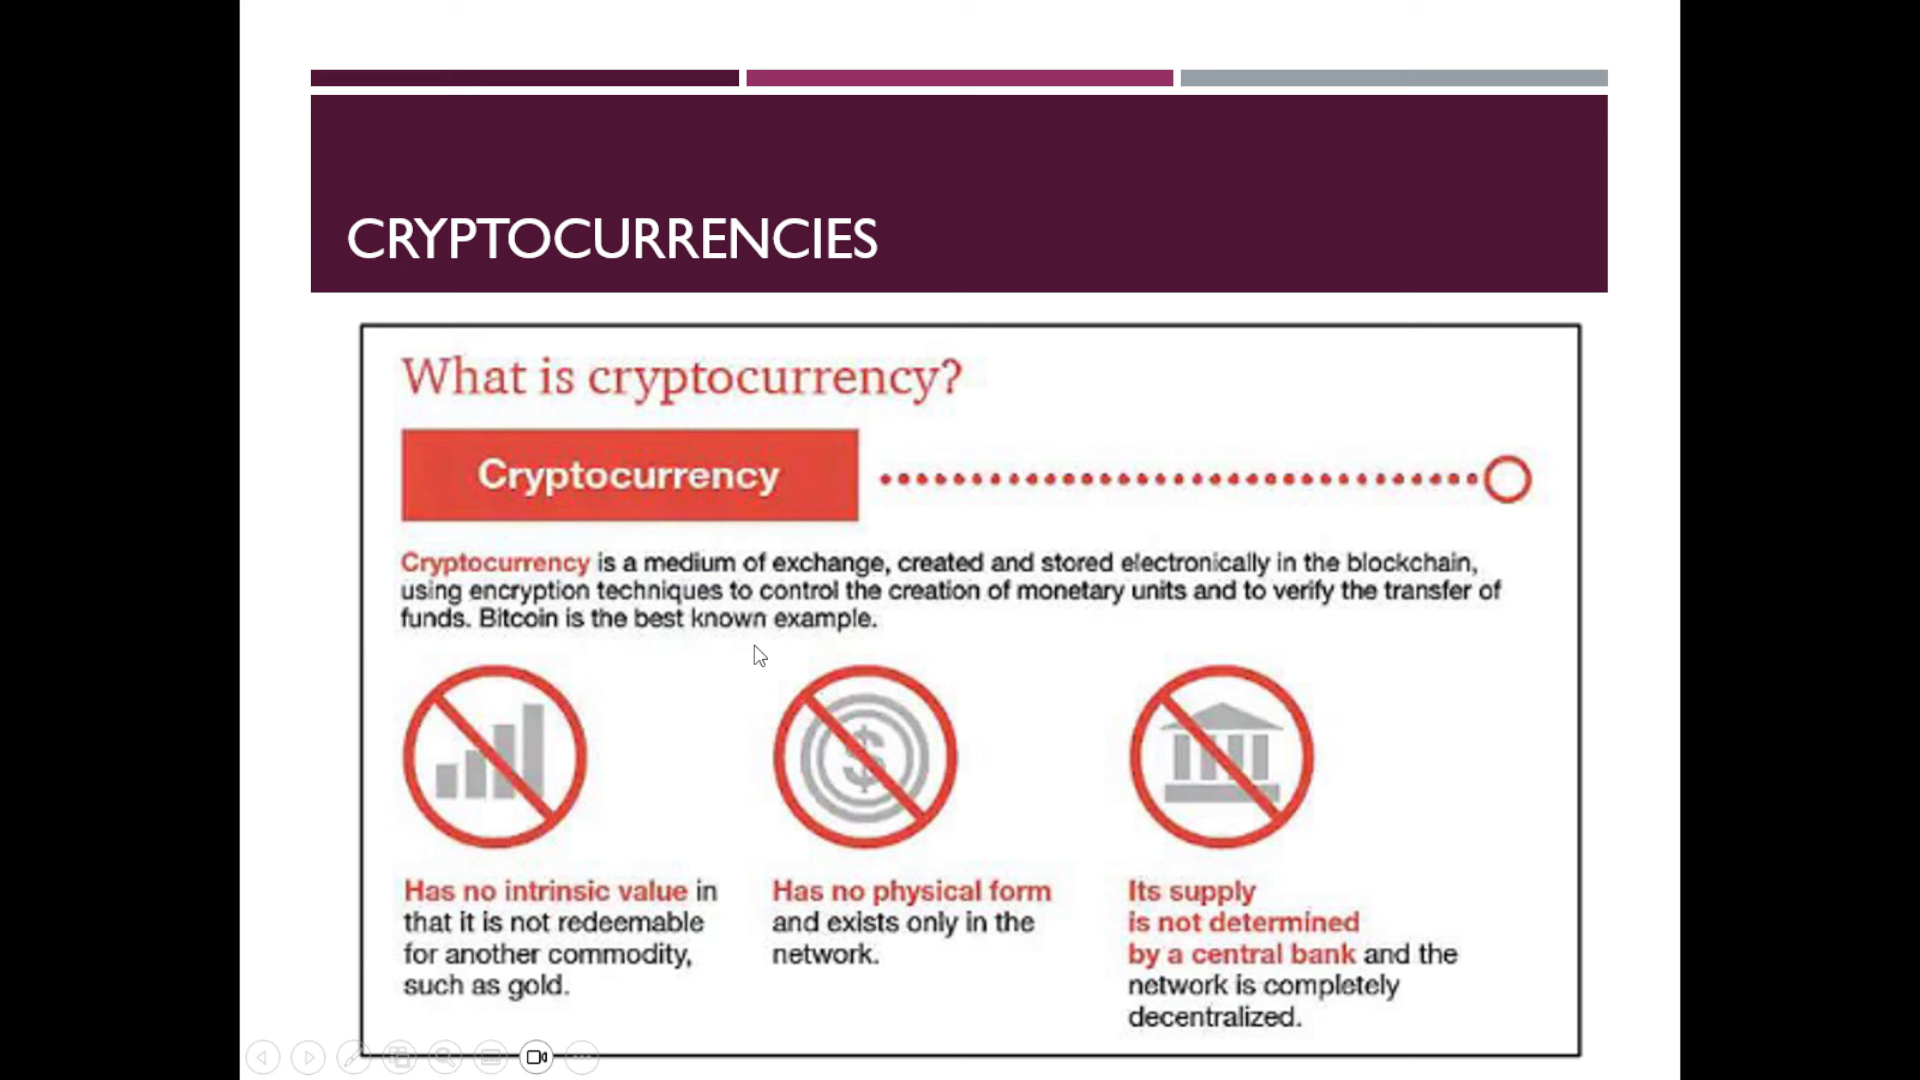 CRYPTOCURRENCIES
What is cryptocurrency?
Cryptocurrency
Cryptocurrency is a medium of exchange, created and stored electronically in the blockchain,
using encryption techniques to control the creation of monetary units and to verify the transfer of
funds. Bitcoin is the best known example.
$
Has no intrinsic value in
that it is not redeemable
for another commodity,
such as gold.
Has no physical form
and exists only in the
network.
Its supply
is not determined
by a central bank and the
network is completely
decentralized.